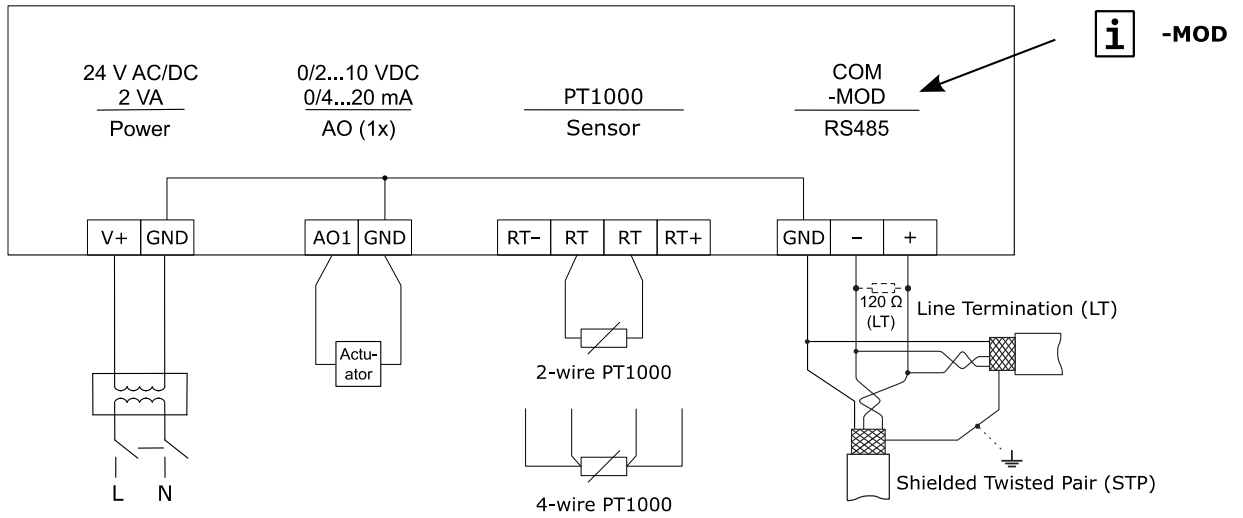 i -MOD
24 V AC/DC
2 VA
Power
0/2...10 VDC
0/4...20 mA
AO (1x)
PT1000
Sensor
COM
-MOD
RS485
V+ GND
AO1 GND
RT- RT RT RT+
GND - +
120 Ω
(LT)
Line Termination (LT)
Actu-
ator
2-wire PT1000
4-wire PT1000
L N
Shielded Twisted Pair (STP)